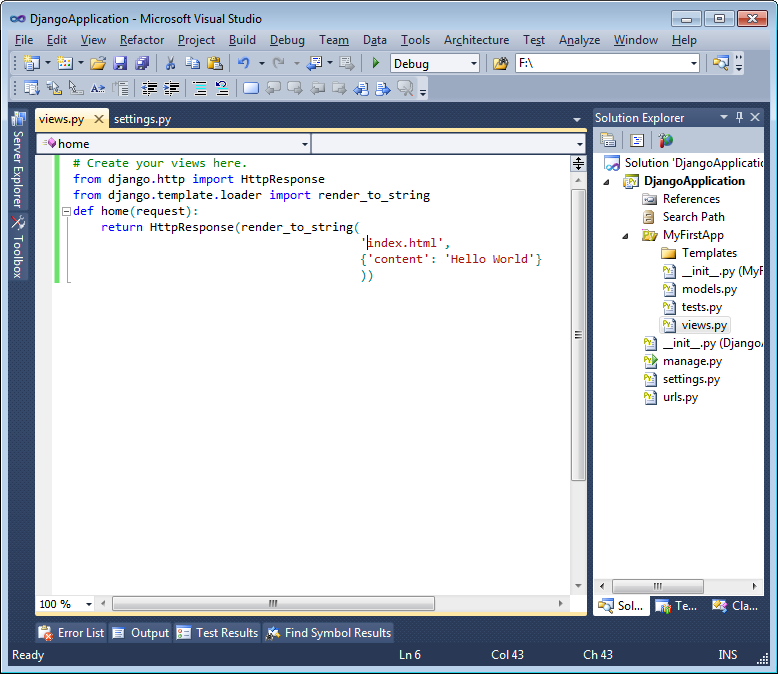 DjangoApplication - Microsoft Visual Studio
File Edit View Refactor Project Build Debug Team Data Tools Architecture Test Analyze Window Help
Debug F:\
Server Explorer
Toolbox
views.py settings.py
home
# Create your views here.
from django.http import HttpResponse
from django.template.loader import render_to_string
def home(request):
return HttpResponse(render_to_string(
'index.html',
{'content': 'Hello World'}
))
100 %
Solution Explorer
Solution 'DjangoApplicatio
DjangoApplication
References
Search Path
MyFirstApp
Templates
__init__.py (MyF
models.py
tests.py
views.py
__init__.py (DjangoA
manage.py
settings.py
urls.py
Sol... Te... Cla...
Error List Output Test Results Find Symbol Results
Ready Ln 6 Col 43 Ch 43 INS